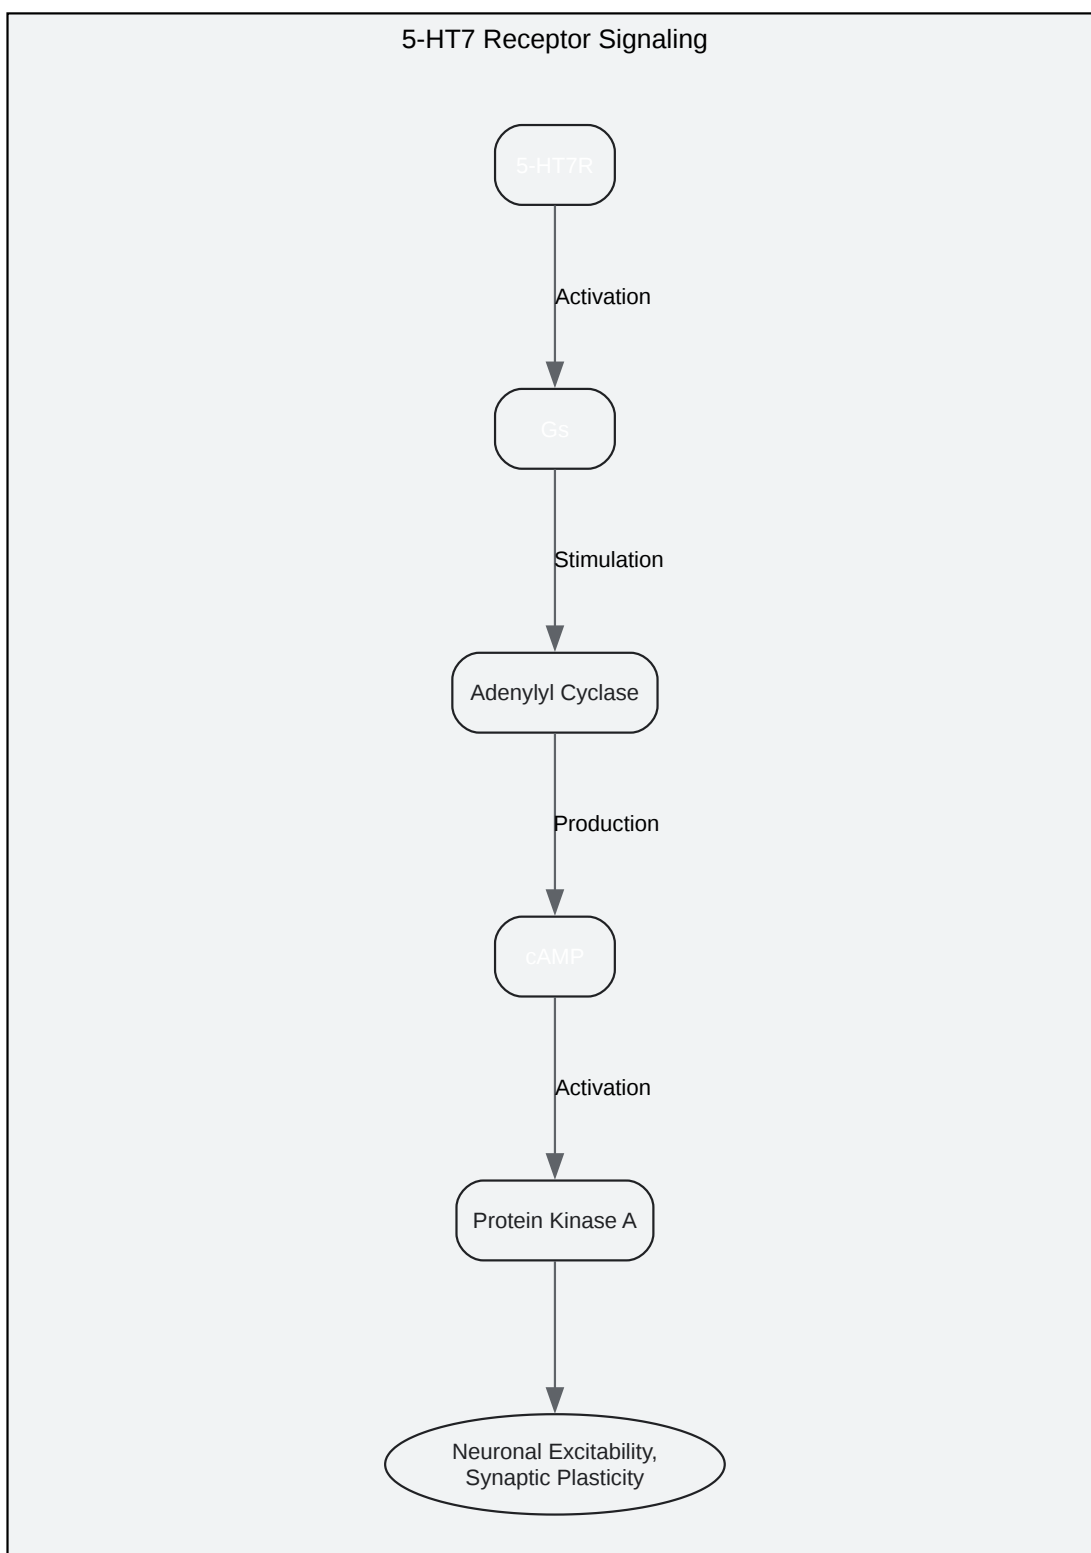 5-HT7 Receptor Signaling
5-HT7R
Activation
Gs
Stimulation
Adenylyl Cyclase
Production
cAMP
Activation
Protein Kinase A
Neuronal Excitability,
Synaptic Plasticity